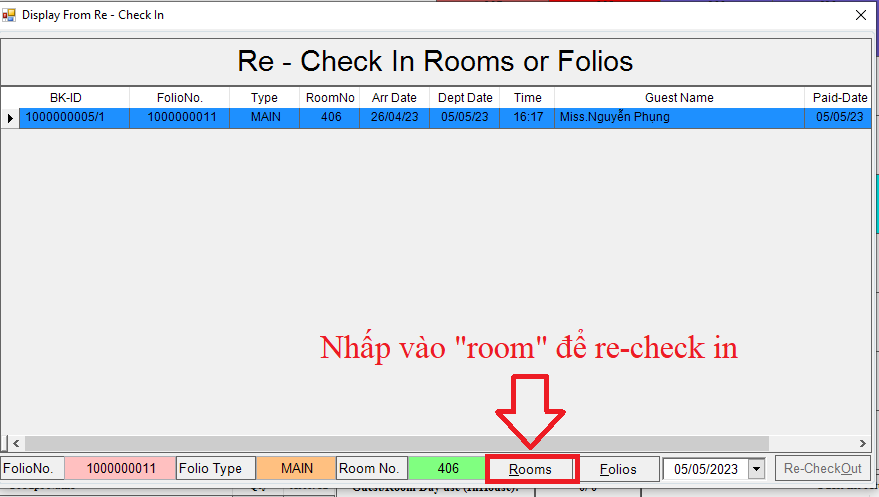 Display From Re - Check In
Re - Check In Rooms or Folios
BK-ID FolioNo. Type RoomNo Arr Date Dept Date Time Guest Name Paid-Date
1000000005/1 1000000011 MAIN 406 26/04/23 05/05/23 16:17 Miss.Nguyễn Phụng 05/05/23
Nhấp vào "room" để re-check in
FolioNo. 1000000011 Folio Type MAIN Room No. 406 Rooms Folios 05/05/2023 Re-CheckOut